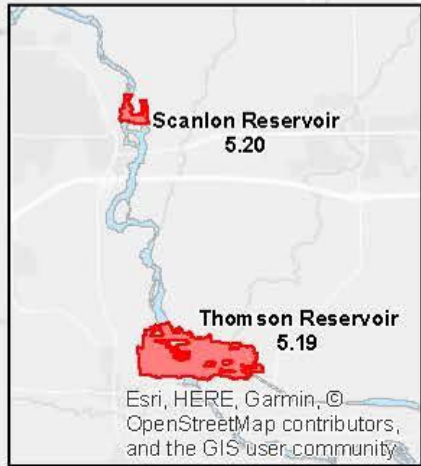 Scanlon Reservoir
5.20
Thomson Reservoir
5.19
Esri, HERE, Garmin, ©
OpenStreetMap contributors,
and the GIS user community